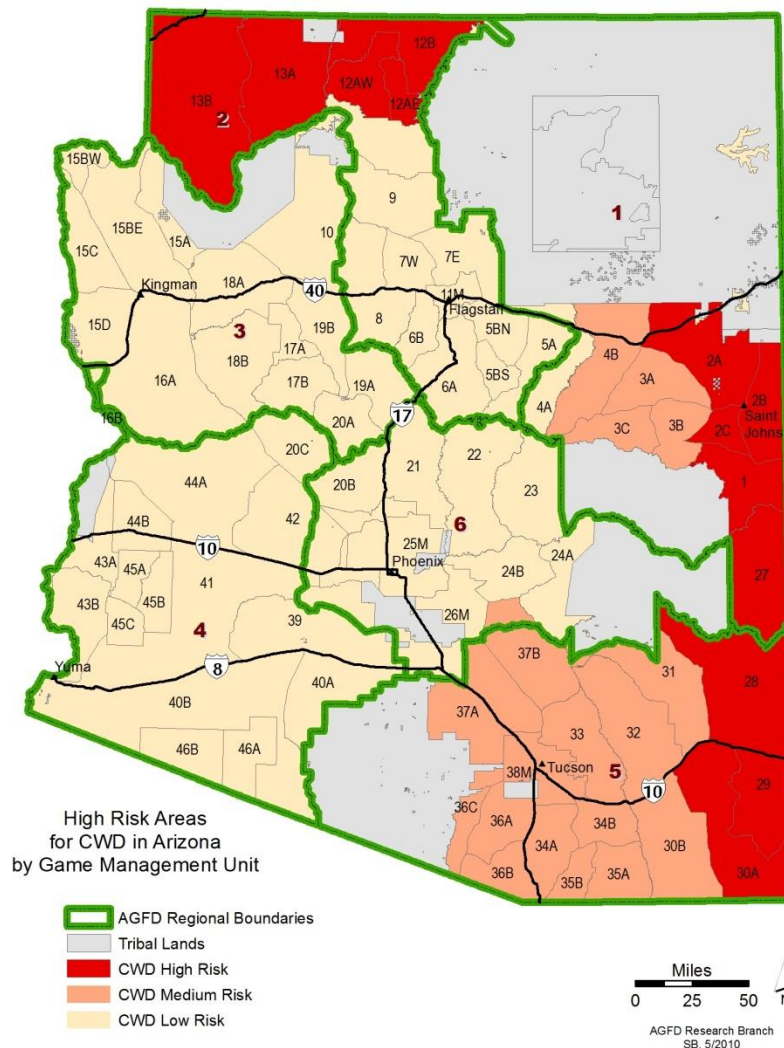 12B
13A
12AW
13B
12AE
2
15BW
9
1
15BE
15A
10
15C
7W
7E
Kingman
18A
40
11M
Flagstaff
15D
3
19B
8
6B
5BN
5A
4B
2A
17A
3A
18B
16A
17B
19A
6A
5BS
2B
16B
17
4A
3C
3B
2C
Saint
Johns
20A
20C
44A
21
22
1
20B
23
44B
42
6
25M
10
43A
45A
41
Phoenix
24A
24B
27
43B
45B
45C
4
39
26M
Yuma
8
37B
31
28
40A
40B
37A
33
32
46B
46A
38M
Tucson
5
10
29
36C
36A
34B
34A
30B
36B
35B
35A
30A
High Risk Areas
for CWD in Arizona
by Game Management Unit
AGFD Regional Boundaries
Tribal Lands
CWD High Risk
CWD Medium Risk
CWD Low Risk
Miles
0 25 50
AGFD Research Branch
SB, 5/2010